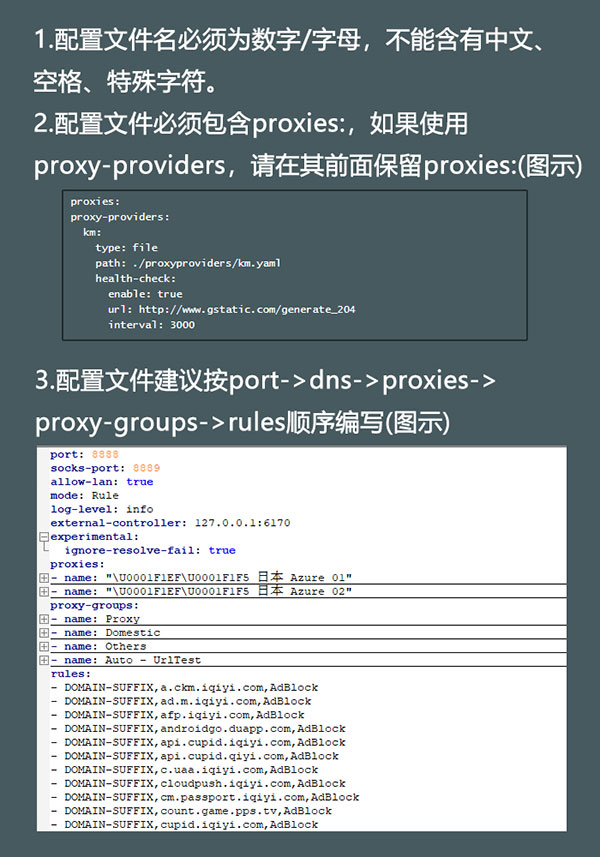 1.配置文件名必须为数字/字母，不能含有中文、
空格、特殊字符。
2.配置文件必须包含proxies:，如果使用
proxy-providers，请在其前面保留proxies:(图示)
proxies:
proxy-providers:
  km:
    type: file
    path: ./proxyproviders/km.yaml
    health-check:
      enable: true
      url: http://www.gstatic.com/generate_204
      interval: 3000
3.配置文件建议按port->dns->proxies->
proxy-groups->rules顺序编写(图示)
port: 8888
socks-port: 8889
allow-lan: true
mode: Rule
log-level: info
external-controller: 127.0.0.1:6170
experimental:
  ignore-resolve-fail: true
proxies:
- name: "\U0001F1EF\U0001F1F5 日本 Azure 01"
- name: "\U0001F1EF\U0001F1F5 日本 Azure 02"
proxy-groups:
- name: Proxy
- name: Domestic
- name: Others
- name: Auto - UrlTest
rules:
- DOMAIN-SUFFIX,a.ckm.iqiyi.com,AdBlock
- DOMAIN-SUFFIX,ad.m.iqiyi.com,AdBlock
- DOMAIN-SUFFIX,afp.iqiyi.com,AdBlock
- DOMAIN-SUFFIX,androidgo.duapp.com,AdBlock
- DOMAIN-SUFFIX,api.cupid.iqiyi.com,AdBlock
- DOMAIN-SUFFIX,api.cupid.qiyi.com,AdBlock
- DOMAIN-SUFFIX,c.uaa.iqiyi.com,AdBlock
- DOMAIN-SUFFIX,cloudpush.iqiyi.com,AdBlock
- DOMAIN-SUFFIX,cm.passport.iqiyi.com,AdBlock
- DOMAIN-SUFFIX,count.game.pps.tv,AdBlock
- DOMAIN-SUFFIX,cupid.iqiyi.com,AdBlock